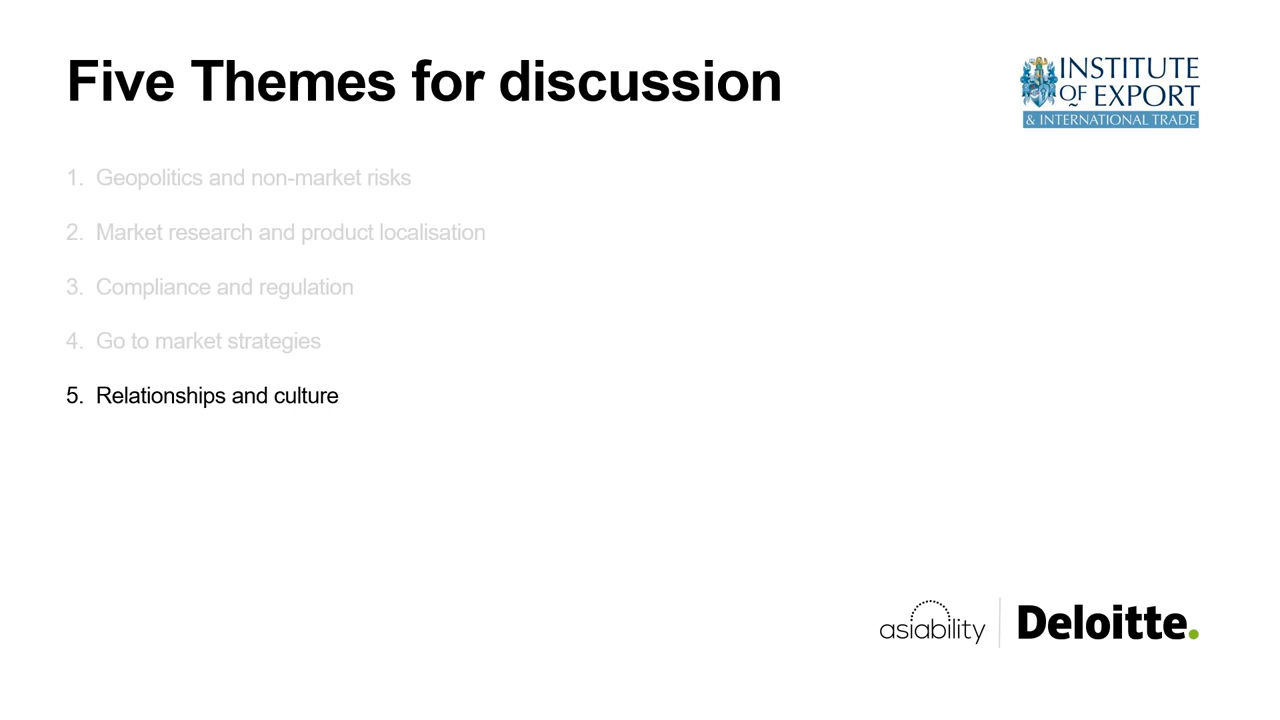 Five Themes for discussion
INSTITUTE
OF EXPORT
& INTERNATIONAL TRADE
1. Geopolitics and non-market risks
2. Market research and product localisation
3. Compliance and regulation
4. Go to market strategies
5. Relationships and culture
asiability
Deloitte.